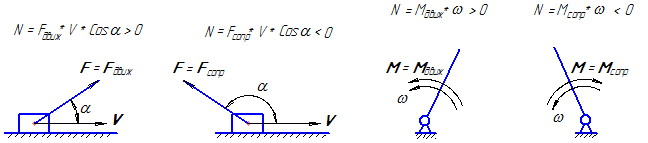 N = Fдвиж* V * Cos α > 0
N = Fсопр* V * Cos α < 0
N = Mдвиж* ω > 0
N = Mсопр* ω < 0
F = Fдвиж
α
V
F = Fсопр
α
V
M = Mдвиж
ω
M = Mсопр
ω